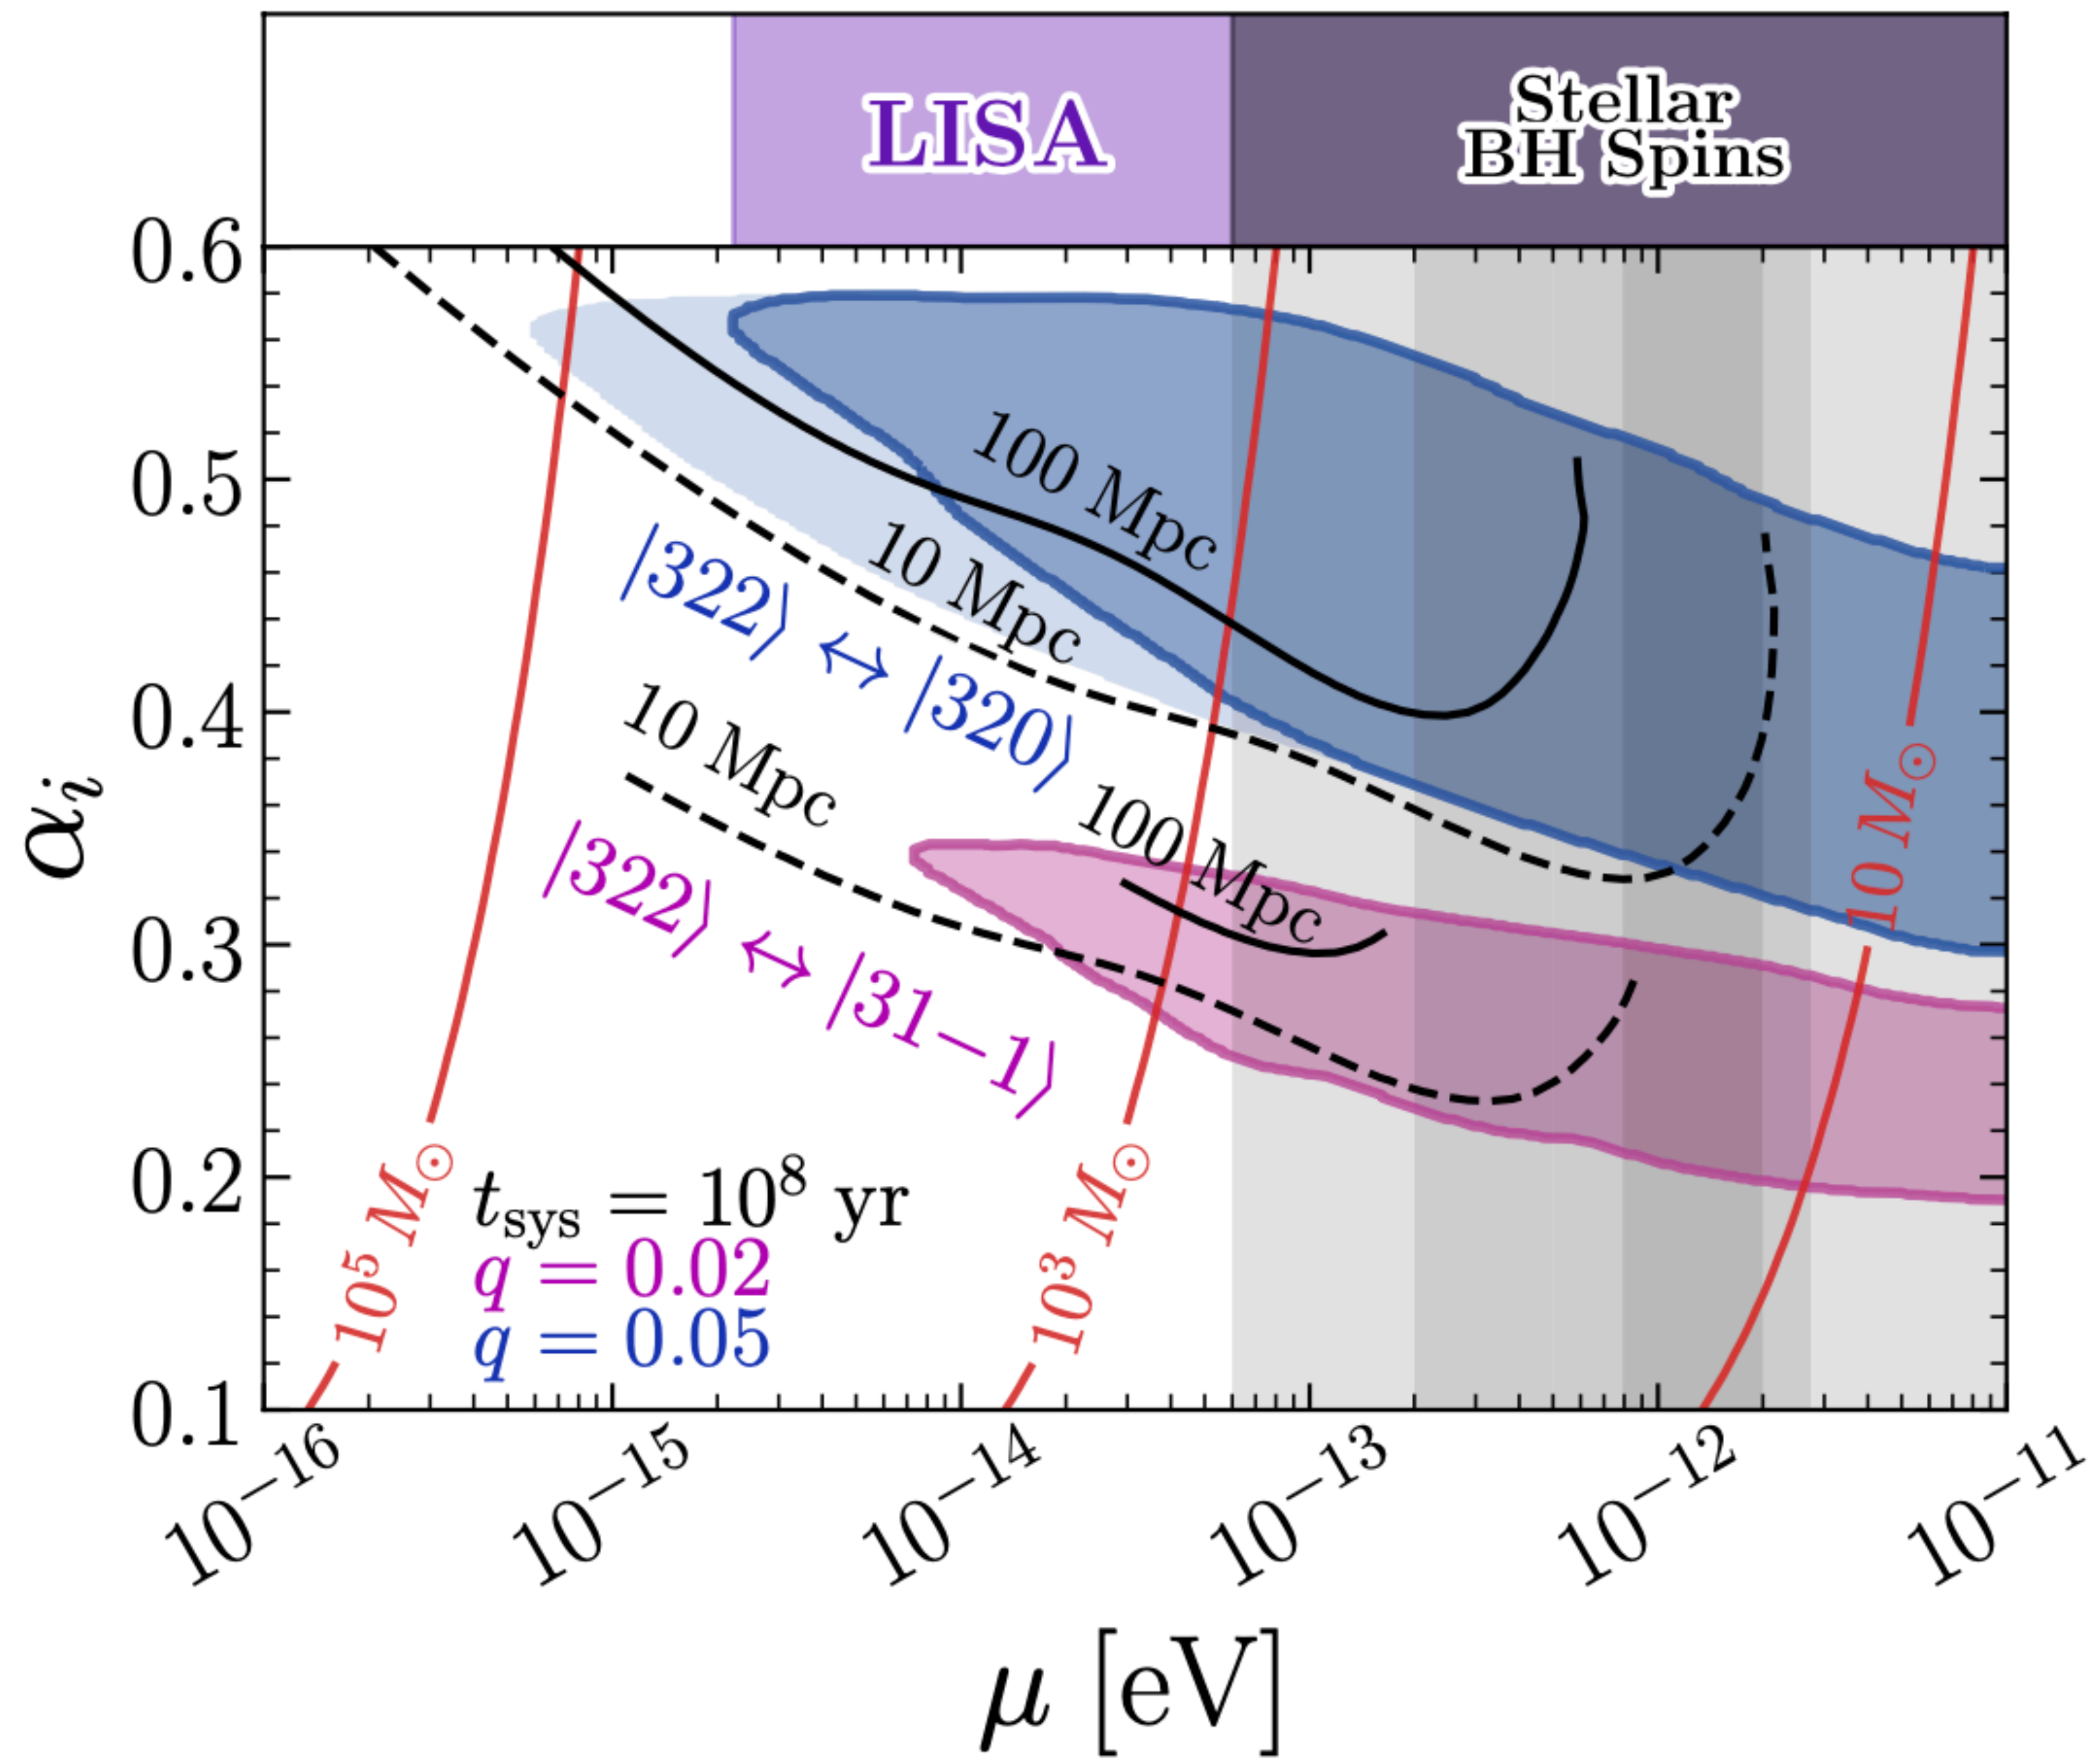 LISA
Stellar
BH Spins
0.6
0.5
0.4
0.3
0.2
0.1
αᵢ
100 Mpc
10 Mpc
|322⟩ ↔ |320⟩
10 Mpc
100 Mpc
|322⟩ ↔ |31−1⟩
10⁵ M☉
10³ M☉
10 M☉
t_sys = 10⁸ yr
q = 0.02
q = 0.05
10⁻¹⁶
10⁻¹⁵
10⁻¹⁴
10⁻¹³
10⁻¹²
10⁻¹¹
μ [eV]